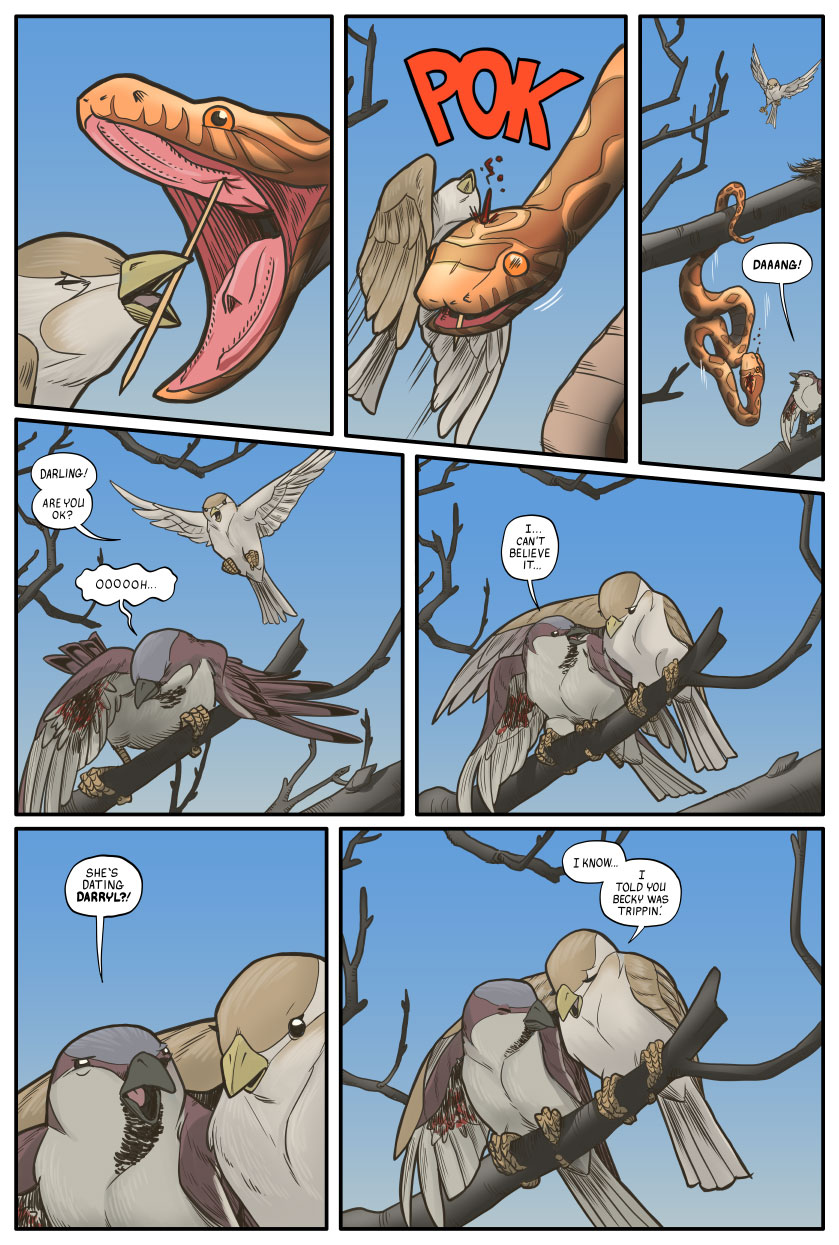 POK
DAAANG!
DARLING!
ARE YOU
OK?
OOOOOH...
I...
CAN'T
BELIEVE
IT...
SHE'S
DATING
DARRYL?!
I KNOW...
I
TOLD YOU
BECKY WAS
TRIPPIN'.